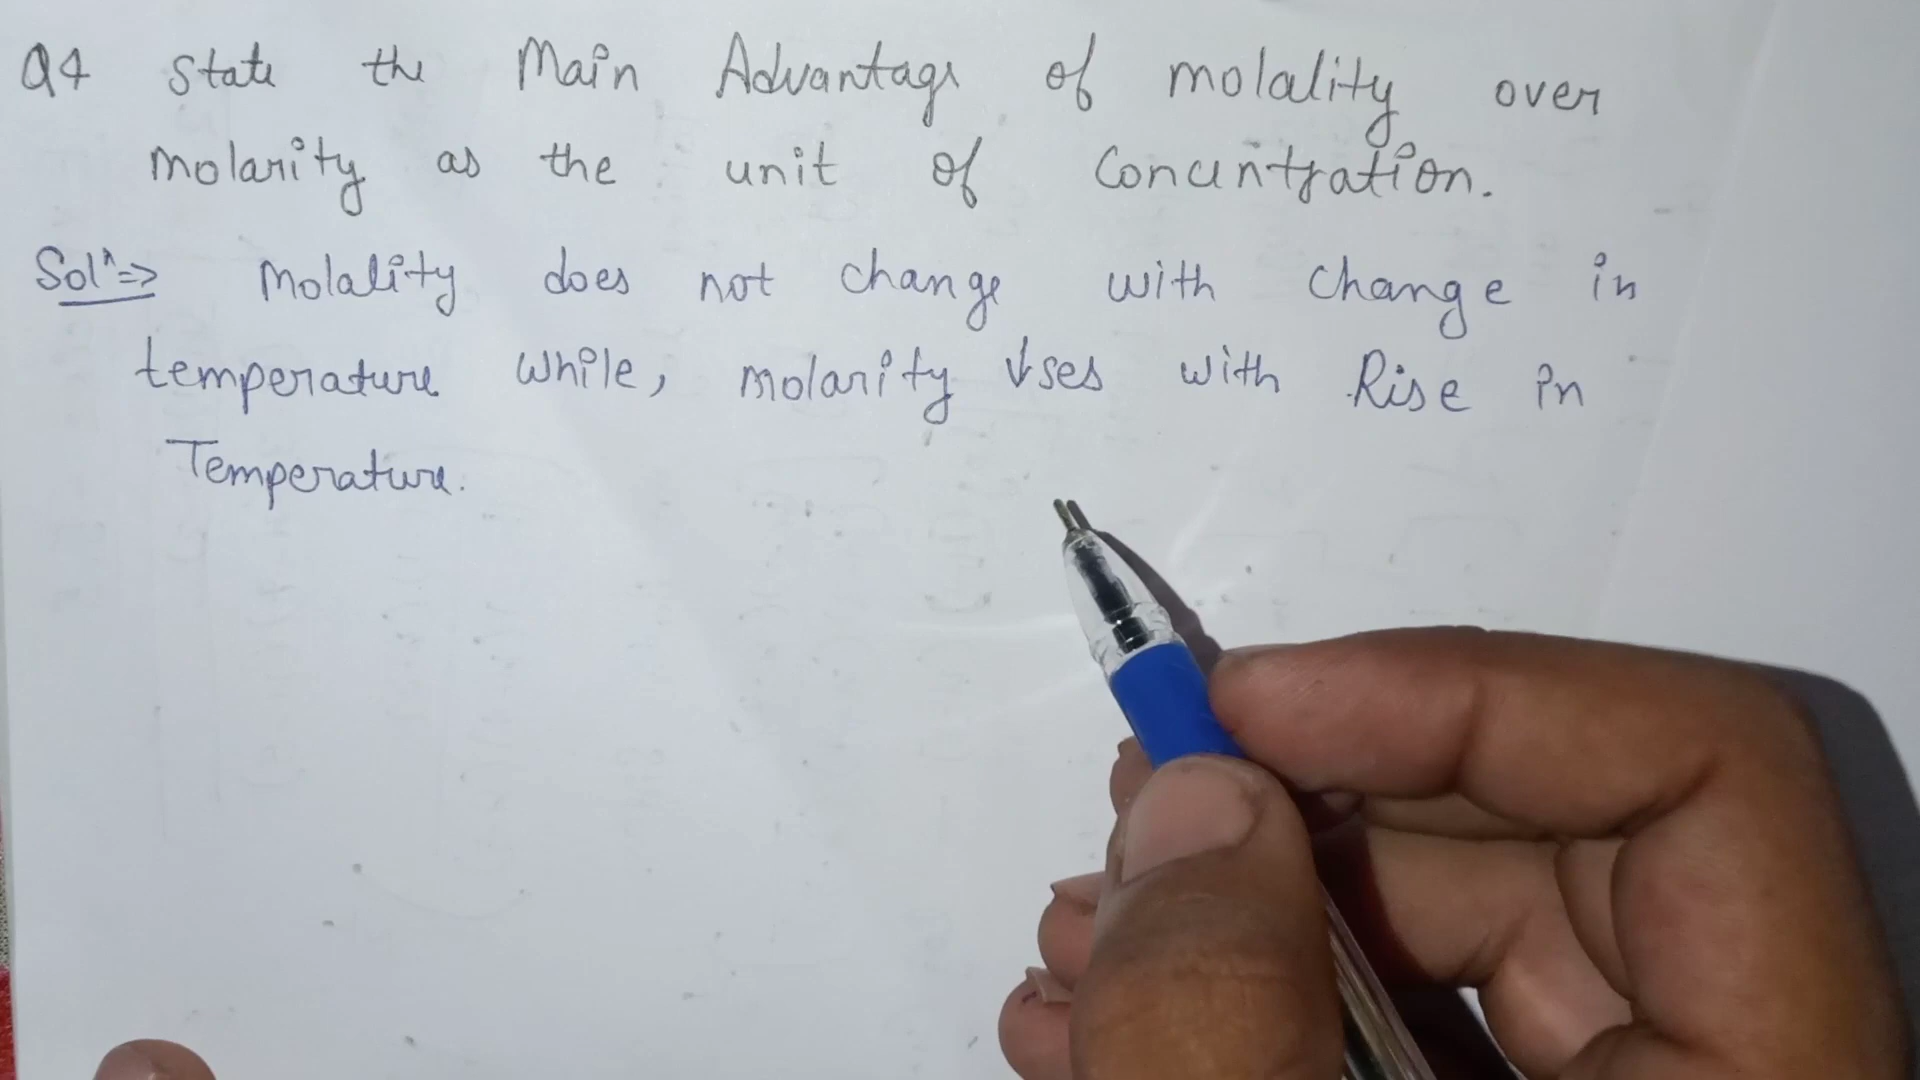 Q4 State the Main Advantage of molality over
molarity as the unit of Concentration.
Solⁿ⇒ Molality does not change with change in
temperature while, molarity ↓ses with Rise in
Temperature.